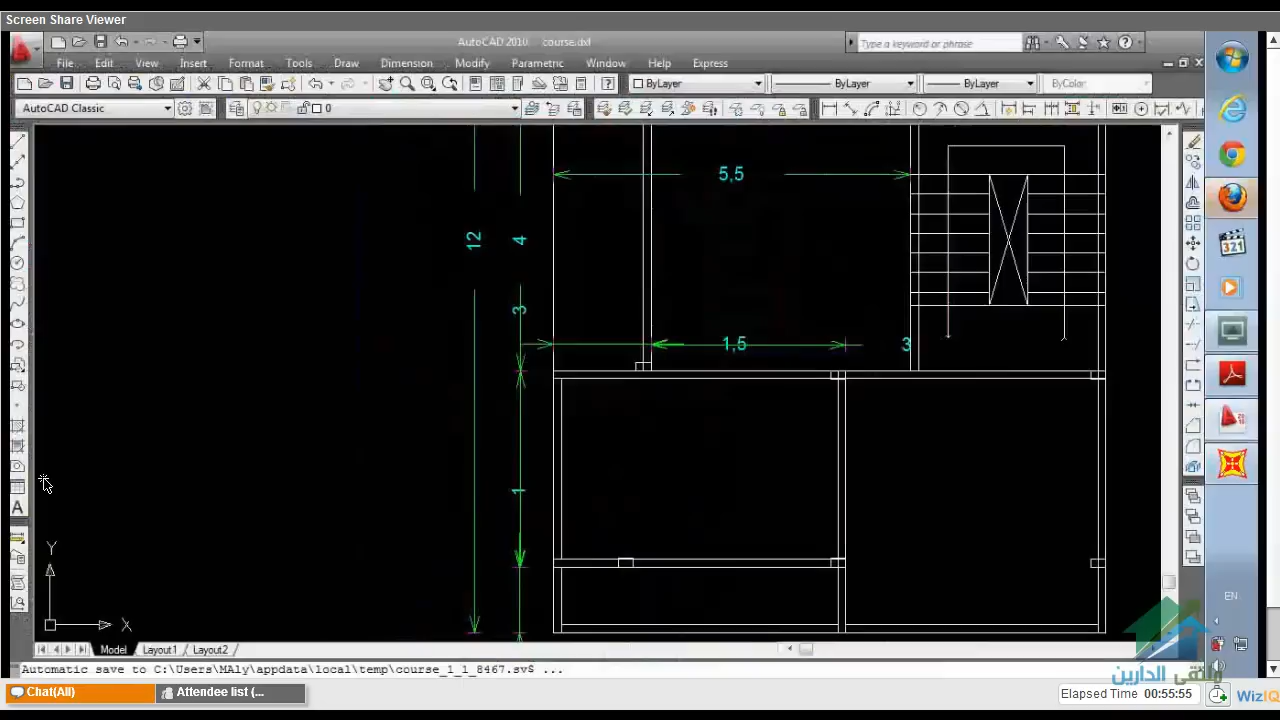 Screen Share Viewer
AutoCAD 2010 course.dxf
Type a keyword or phrase
File Edit View Insert Format Tools Draw Dimension Modify Parametric Window Help Express
ByLayer ByLayer ByLayer ByColor
AutoCAD Classic 0
5,5
12
4
3
1,5
3
1
Y
X
EN
Model Layout1 Layout2
Automatic save to C:\Users\MAly\appdata\local\temp\course_1_1_8467.sv$ ...
ملتقى الدارين
Chat(All) Attendee list (...
Elapsed Time 00:55:55
WizIQ